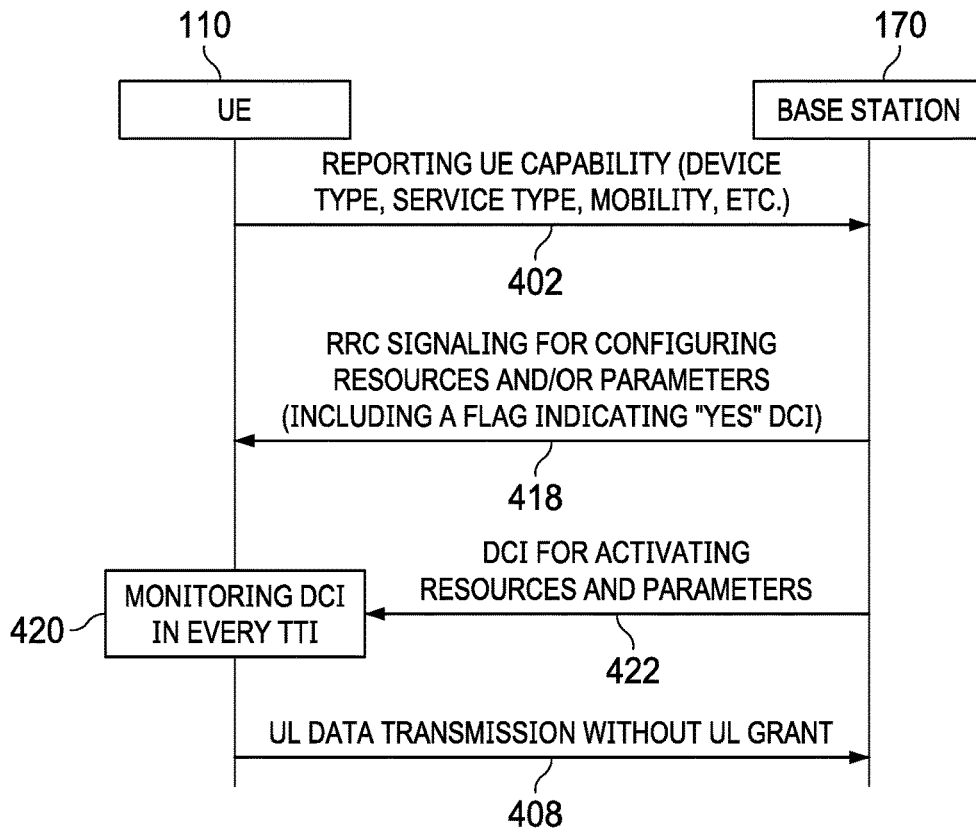 110
170
UE
BASE STATION
REPORTING UE CAPABILITY (DEVICE
TYPE, SERVICE TYPE, MOBILITY, ETC.)
402
RRC SIGNALING FOR CONFIGURING
RESOURCES AND/OR PARAMETERS
(INCLUDING A FLAG INDICATING "YES" DCI)
418
DCI FOR ACTIVATING
RESOURCES AND PARAMETERS
MONITORING DCI
IN EVERY TTI
420
422
UL DATA TRANSMISSION WITHOUT UL GRANT
408